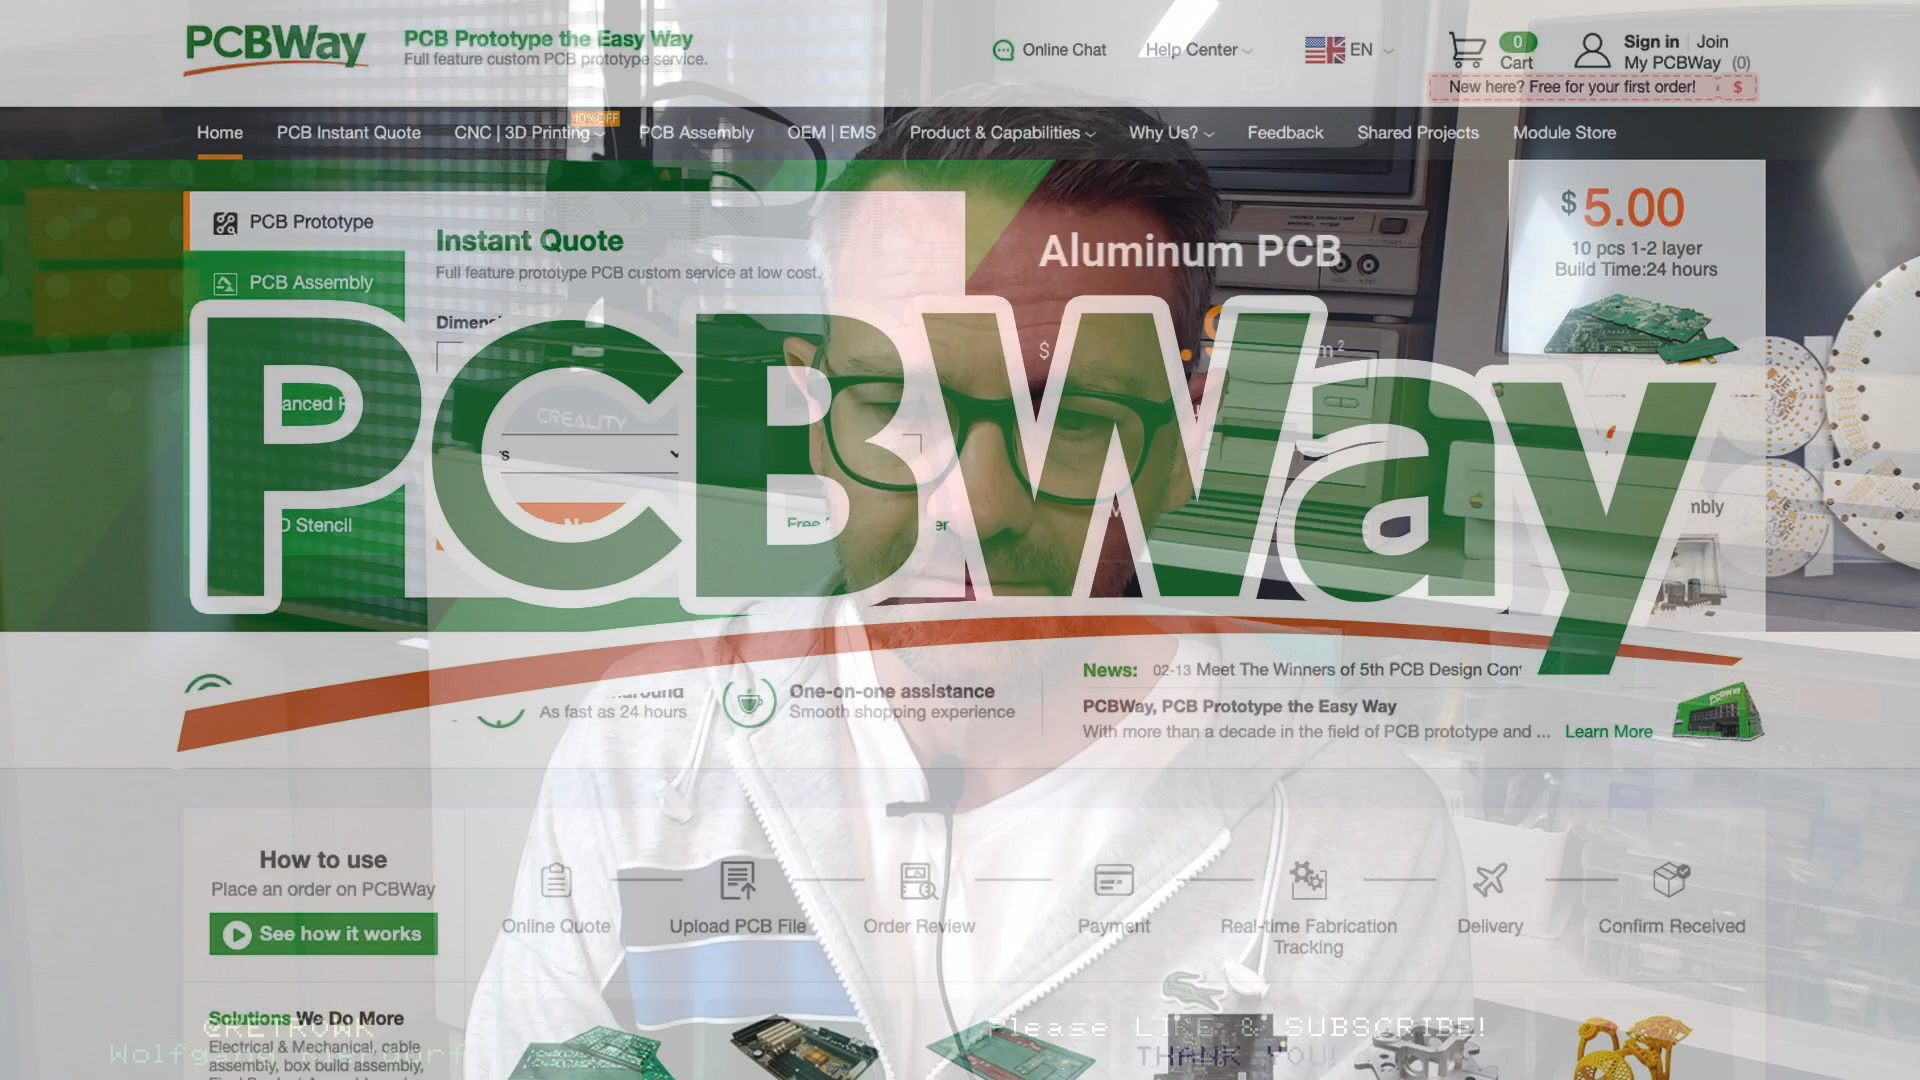 PCBWay
PCB Prototype the Easy Way
Full feature custom PCB prototype service.
Online Chat
Help Center
EN
0
Cart
Sign in Join
My PCBWay (0)
New here? Free for your first order! $
10%OFF
Home
PCB Instant Quote
CNC | 3D Printing
PCB Assembly
OEM | EMS
Product & Capabilities
Why Us?
Feedback
Shared Projects
Module Store
PCB Prototype
Instant Quote
Full feature prototype PCB custom service at low cost.
PCB Assembly
Aluminum PCB
$5.00
10 pcs 1-2 layer
Build Time:24 hours
$
m²
CREALITY
PCBWay
Stencil
As fast as 24 hours
One-on-one assistance
Smooth shopping experience
News: 02-13 Meet The Winners of 5th PCB Design
PCBWay, PCB Prototype the Easy Way
With more than a decade in the field of PCB prototype and ... Learn More
How to use
Place an order on PCBWay
See how it works
Online Quote
Upload PCB File
Order Review
Payment
Real-time Fabrication
Tracking
Delivery
Confirm Received
Solutions We Do More
Electrical & Mechanical, cable
assembly, box build assembly,
@RETROWK
Please LIKE & SUBSCRIBE!
THANK YOU!